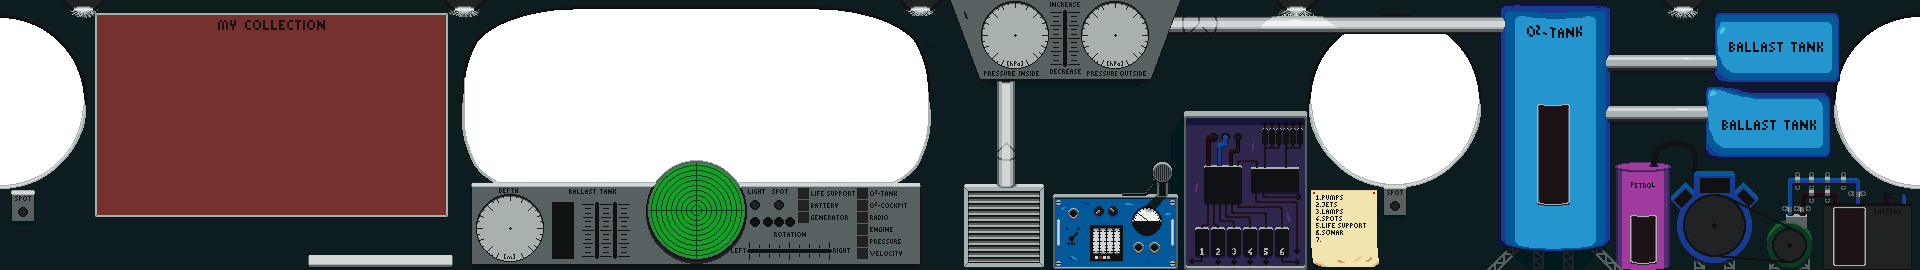 MY COLLECTION
SPOT
DEPTH
[m]
BALLAST TANK
LIGHT SPOT
ROTATION
LEFT RIGHT
LIFE SUPPORT
BATTERY
GENERATOR
O²-TANK
O²-COCKPIT
RADIO
ENGINE
PRESSURE
VELOCITY
INCREASE
[hPa] [hPa]
PRESSURE INSIDE DECREASE PRESSURE OUTSIDE
1 2 3 4 5 6
1.PUMPS
2.JETS
3.LAMPS
4.SPOTS
5.LIFE SUPPORT
6.SONAR
7.
SPOT
O²-TANK
BALLAST TANK
BALLAST TANK
PETROL
BATTERY